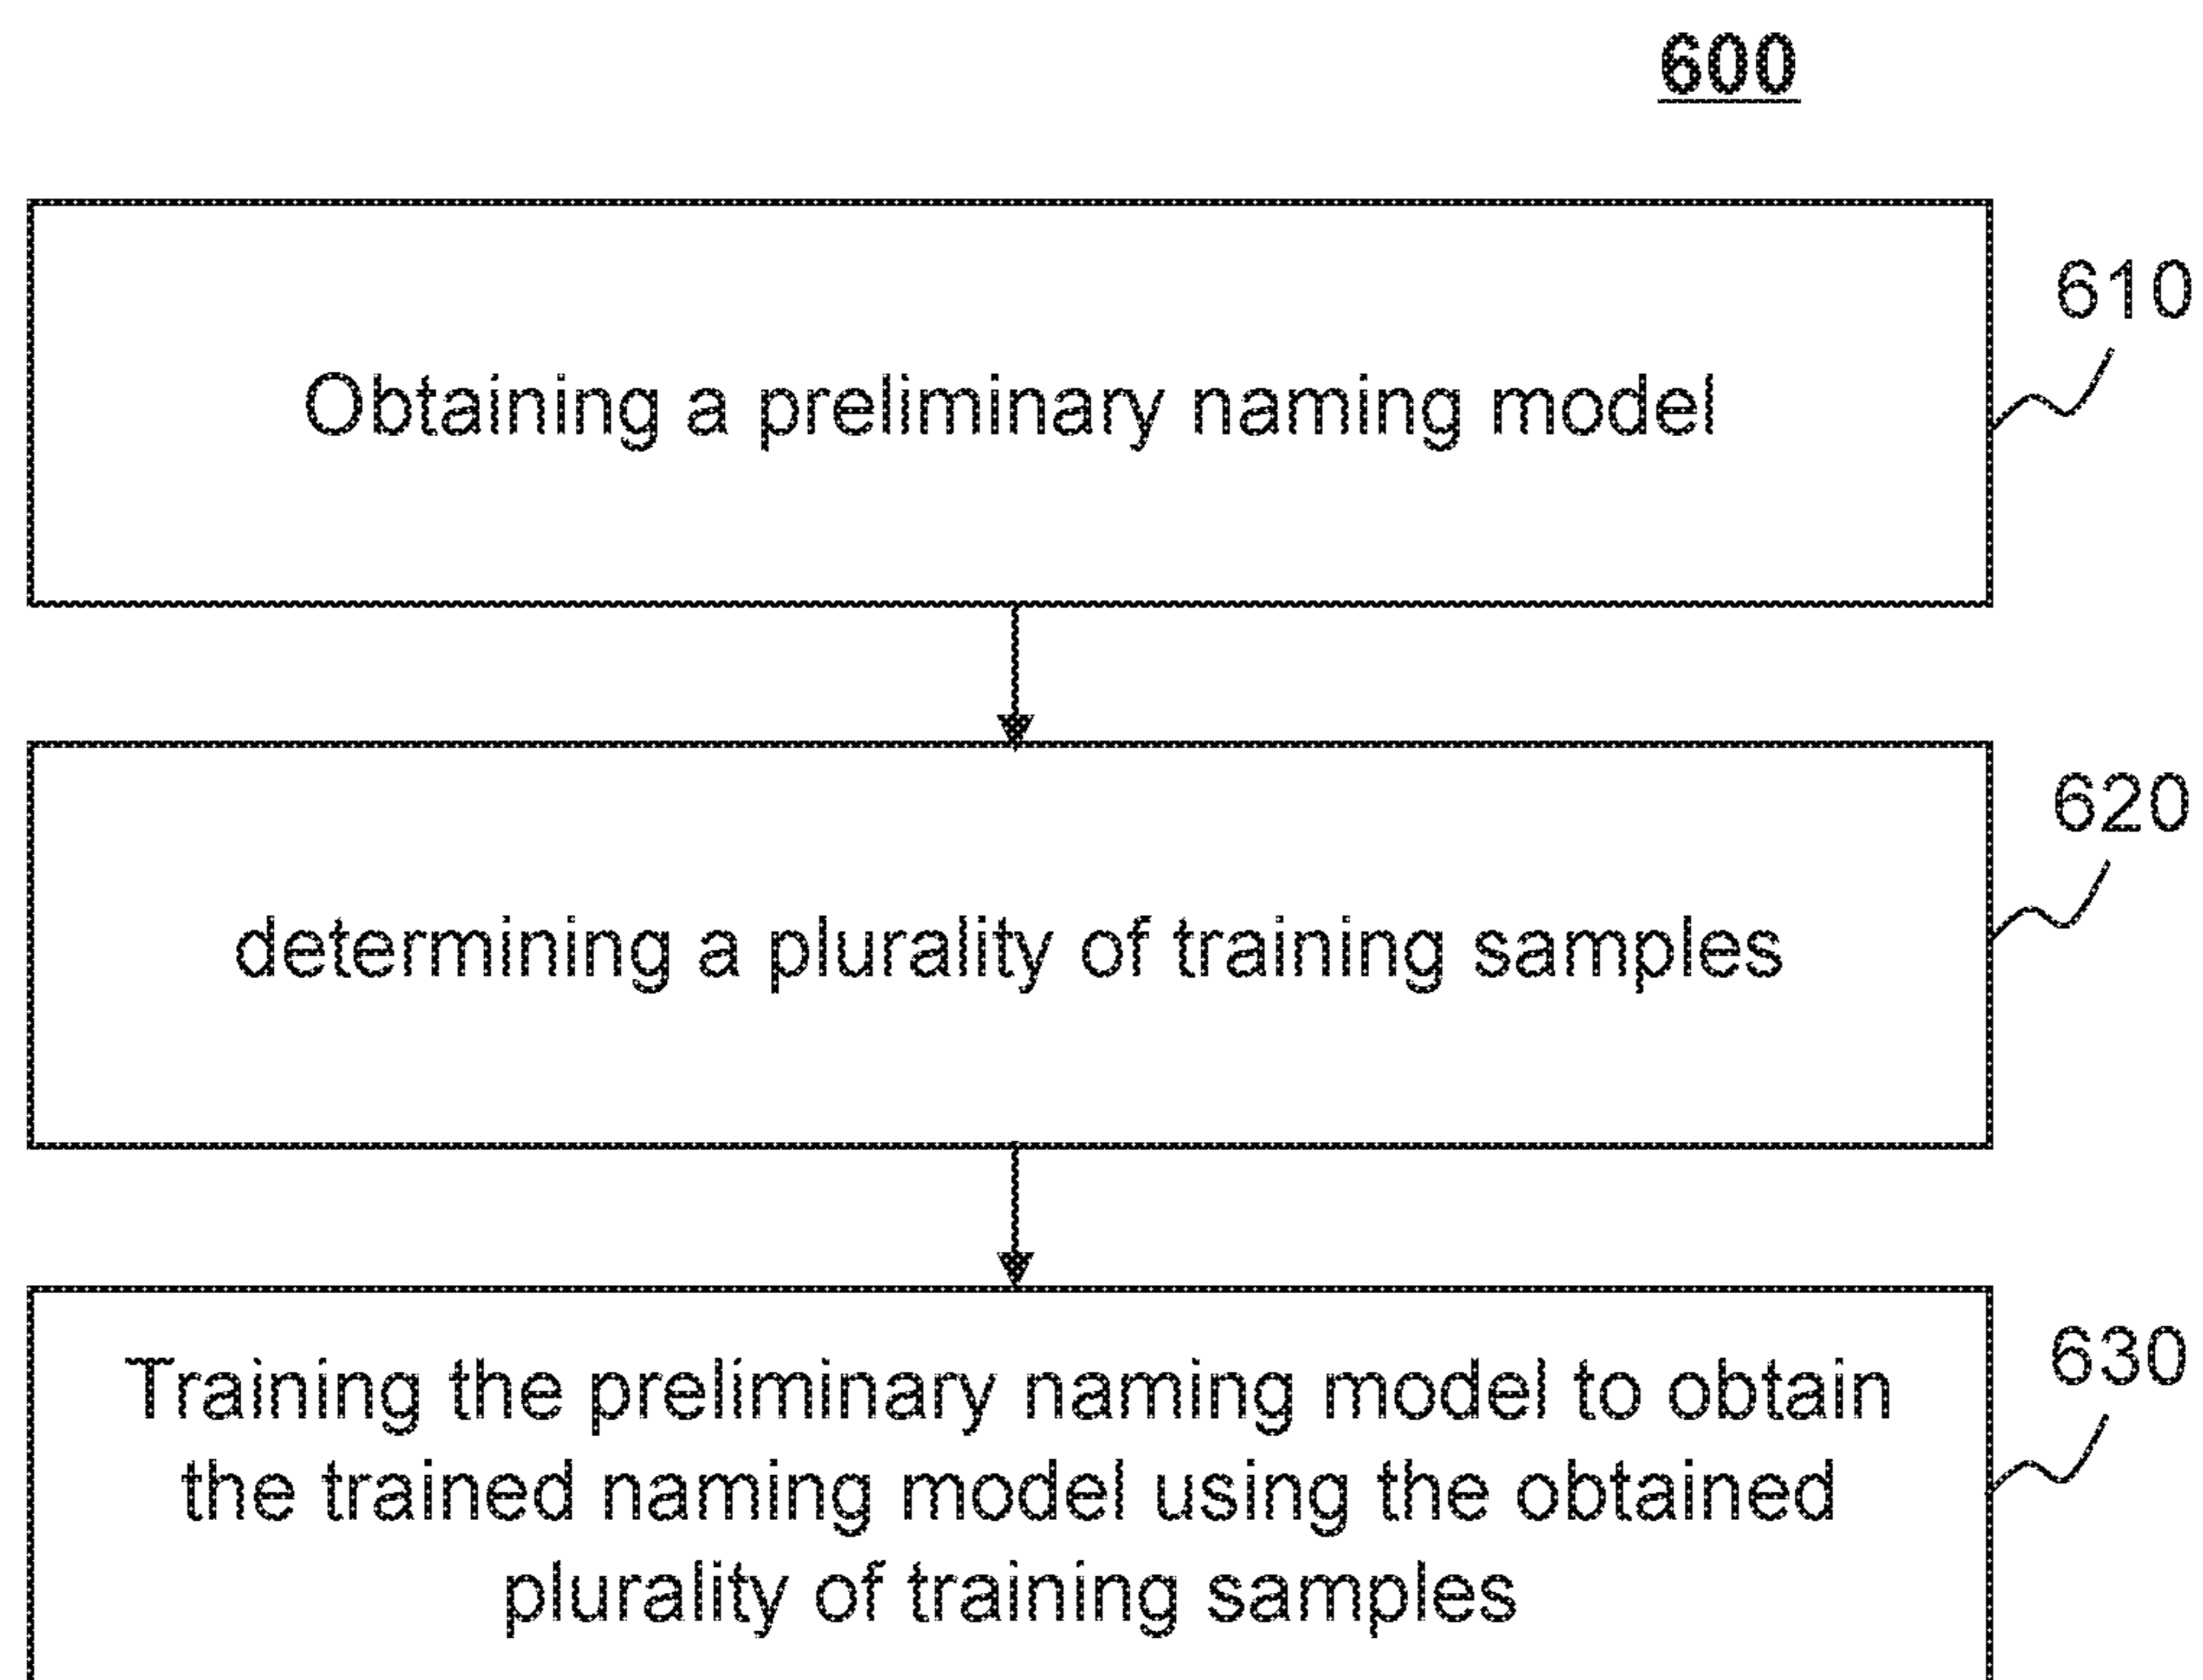 600
610
Obtaining a preliminary naming model
620
determining a plurality of training samples
630
Training the preliminary naming model to obtain
the trained naming model using the obtained
plurality of training samples